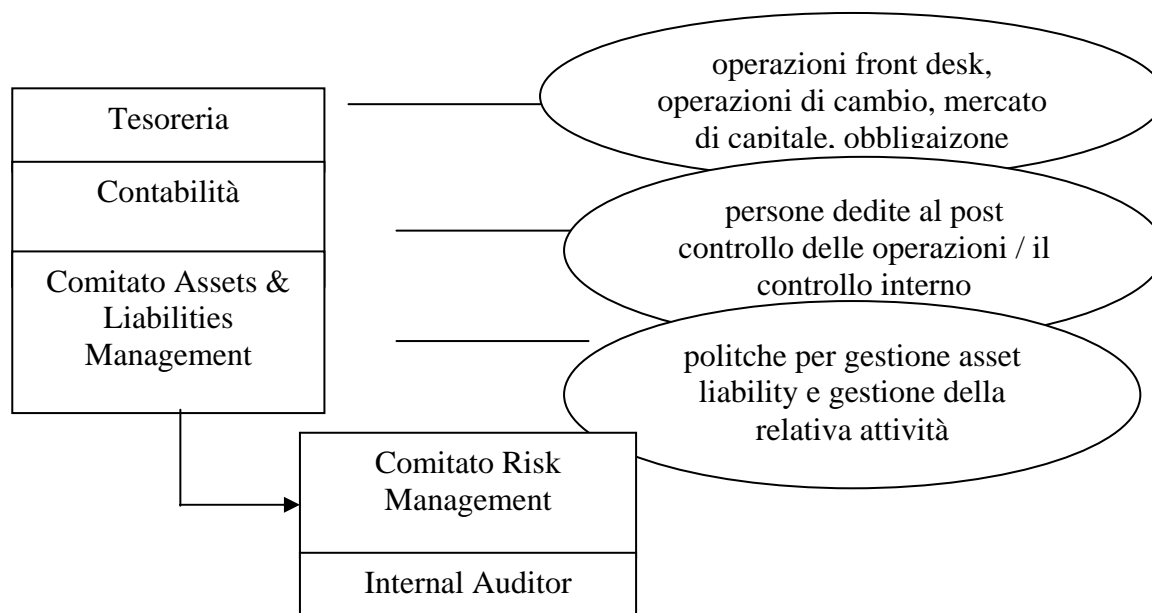 Tesoreria
operazioni front desk,
operazioni di cambio, mercato
di capitale, obbligaizone
Contabilità
persone dedite al post
controllo delle operazioni / il
controllo interno
Comitato Assets &
Liabilities
Management
politche per gestione asset
liability e gestione della
relativa attività
Comitato Risk
Management
Internal Auditor